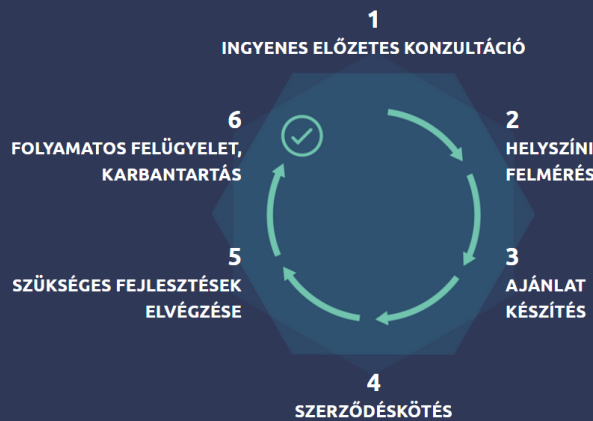 1
INGYENES ELŐZETES KONZULTÁCIÓ
2
HELYSZÍNI
FELMÉRÉS
3
AJÁNLAT
KÉSZÍTÉS
4
SZERZŐDÉSKÖTÉS
5
SZÜKSÉGES FEJLESZTÉSEK
ELVÉGZÉSE
6
FOLYAMATOS FELÜGYELET,
KARBANTARTÁS